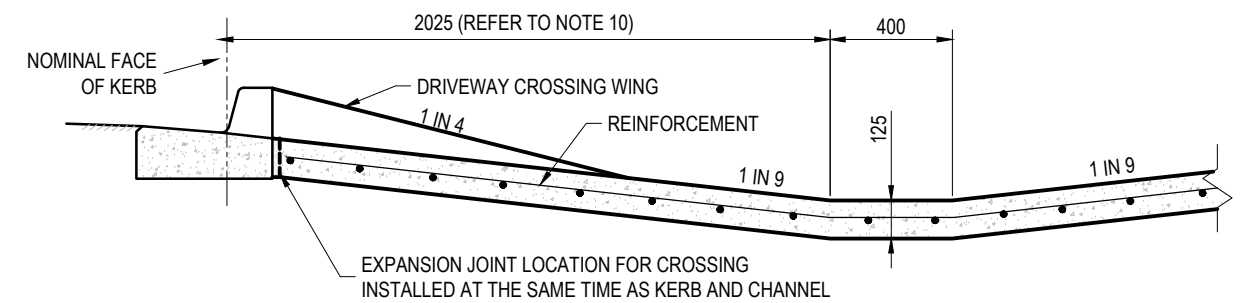 2025 (REFER TO NOTE 10)
400
NOMINAL FACE
OF KERB
DRIVEWAY CROSSING WING
1 IN 4
REINFORCEMENT
125
1 IN 9
1 IN 9
EXPANSION JOINT LOCATION FOR CROSSING
INSTALLED AT THE SAME TIME AS KERB AND CHANNEL